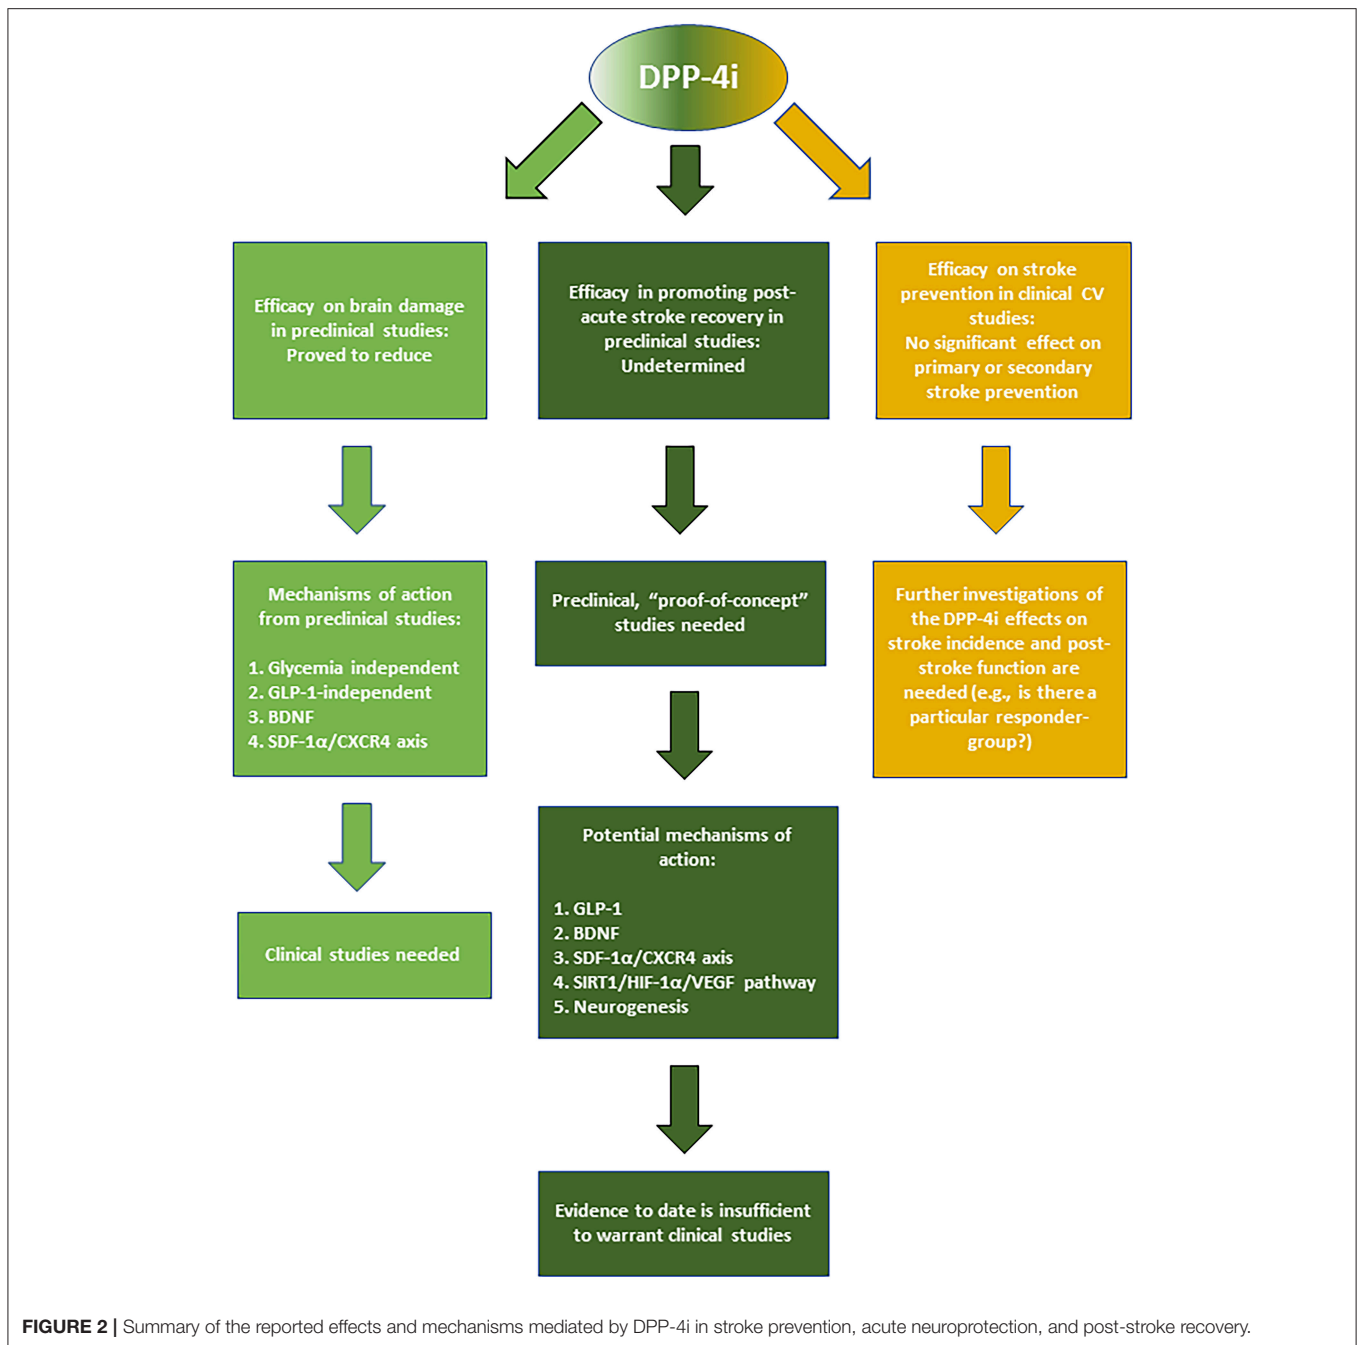 DPP-4i
Efficacy on brain damage
in preclinical studies:
Proved to reduce
Efficacy in promoting post-
acute stroke recovery in
preclinical studies:
Undetermined
Efficacy on stroke
prevention in clinical CV
studies:
No significant effect on
primary or secondary
stroke prevention
Mechanisms of action
from preclinical studies:
1. Glycemia independent
2. GLP-1-independent
3. BDNF
4. SDF-1α/CXCR4 axis
Preclinical, “proof-of-concept”
studies needed
Further investigations of
the DPP-4i effects on
stroke incidence and post-
stroke function are
needed (e.g., is there a
particular responder-
group?)
Clinical studies needed
Potential mechanisms of
action:
1. GLP-1
2. BDNF
3. SDF-1α/CXCR4 axis
4. SIRT1/HIF-1α/VEGF pathway
5. Neurogenesis
Evidence to date is insufficient
to warrant clinical studies
FIGURE 2 | Summary of the reported effects and mechanisms mediated by DPP-4i in stroke prevention, acute neuroprotection, and post-stroke recovery.